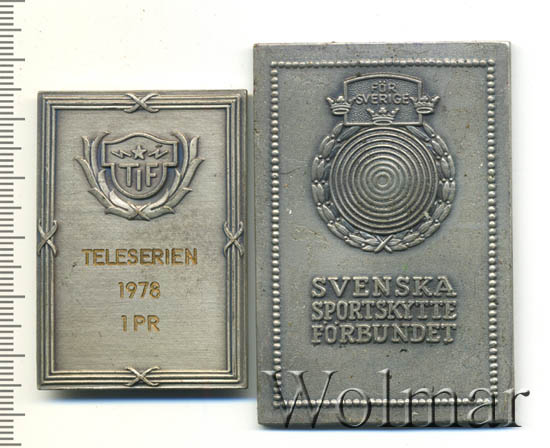 TIF
TELESERIEN
1978
1 PR
FÖR
SVERIGE
SVENSKA
SPORTSKYTTE
FÖRBUNDET
Wolmar